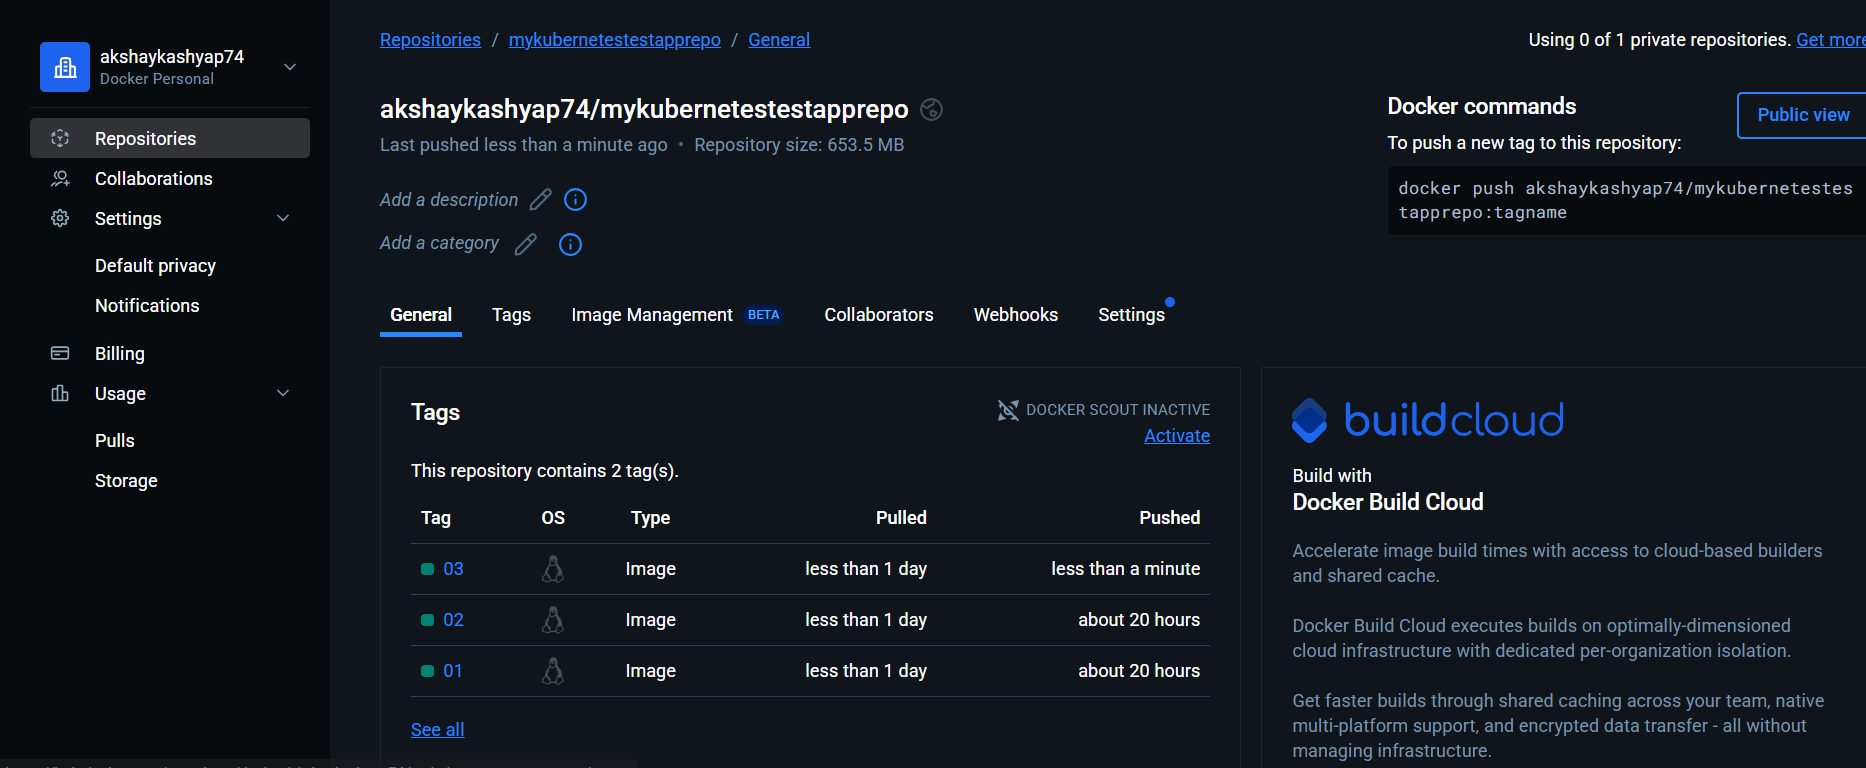 akshaykashyap74
Docker Personal
Repositories
Collaborations
Settings
Default privacy
Notifications
Billing
Usage
Pulls
Storage
Repositories / mykubernetestestapprepo / General
Using 0 of 1 private repositories. Get more
akshaykashyap74/mykubernetestestapprepo
Last pushed less than a minute ago • Repository size: 653.5 MB
Add a description
Add a category
Docker commands
Public view
To push a new tag to this repository:
docker push akshaykashyap74/mykubernetestes
tapprepo:tagname
General Tags Image Management BETA Collaborators Webhooks Settings
Tags
DOCKER SCOUT INACTIVE
Activate
This repository contains 2 tag(s).
Tag OS Type Pulled Pushed
03 Image less than 1 day less than a minute
02 Image less than 1 day about 20 hours
01 Image less than 1 day about 20 hours
See all
buildcloud
Build with
Docker Build Cloud
Accelerate image build times with access to cloud-based builders
and shared cache.
Docker Build Cloud executes builds on optimally-dimensioned
cloud infrastructure with dedicated per-organization isolation.
Get faster builds through shared caching across your team, native
multi-platform support, and encrypted data transfer - all without
managing infrastructure.